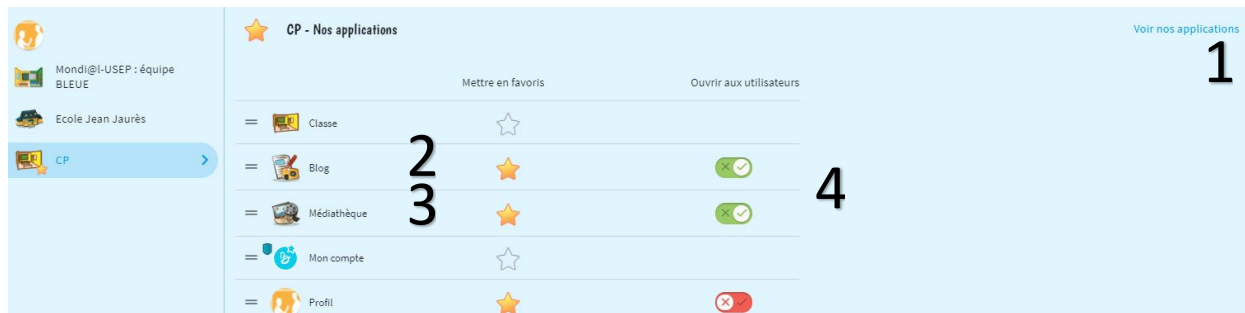 CP - Nos applications
Voir nos applications
1
Mondi@l-USEP : équipe
BLEUE
Ecole Jean Jaurès
CP
Mettre en favoris
Ouvrir aux utilisateurs
Classe
Blog
2
Médiathèque
3
4
Mon compte
Profil